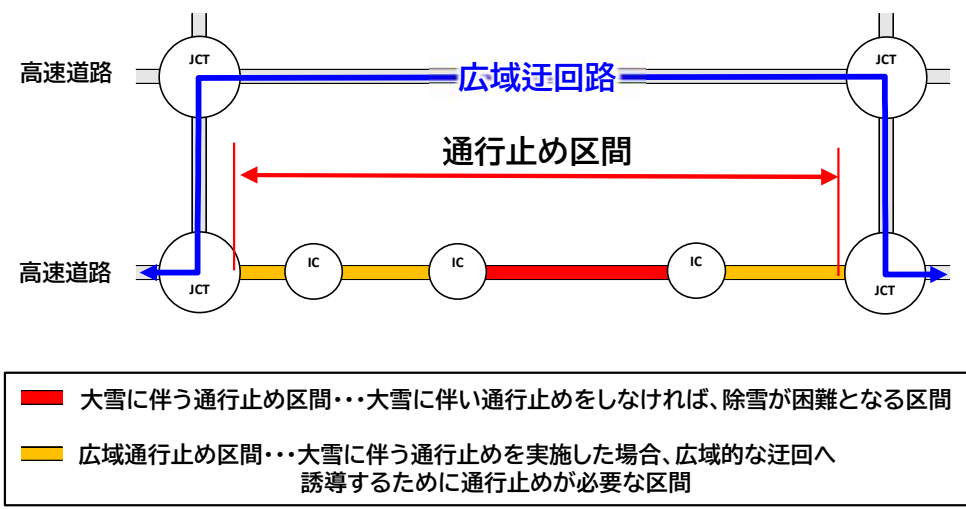 JCT
JCT
高速道路
広域迂回路
通行止め区間
高速道路
IC
IC
IC
JCT
JCT
大雪に伴う通行止め区間・・・大雪に伴い通行止めをしなければ、除雪が困難となる区間
広域通行止め区間・・・大雪に伴う通行止めを実施した場合、広域的な迂回へ
誘導するために通行止めが必要な区間